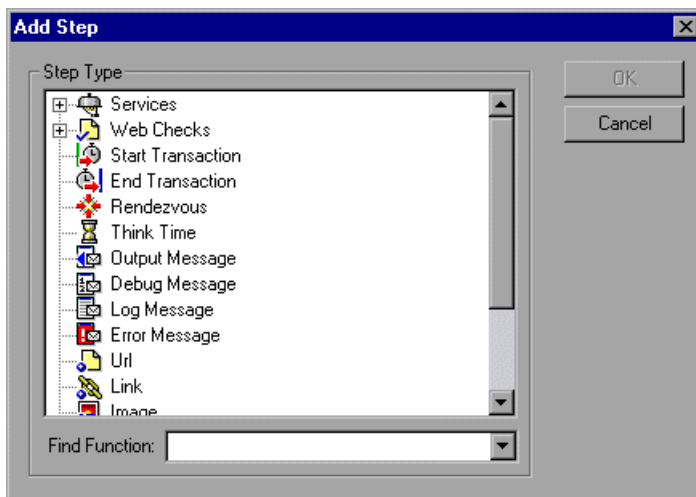 Add Step
Step Type
OK
Services
Cancel
Web Checks
Start Transaction
End Transaction
Rendezvous
Think Time
Output Message
Debug Message
Log Message
Error Message
Url
Link
Image
Find Function: